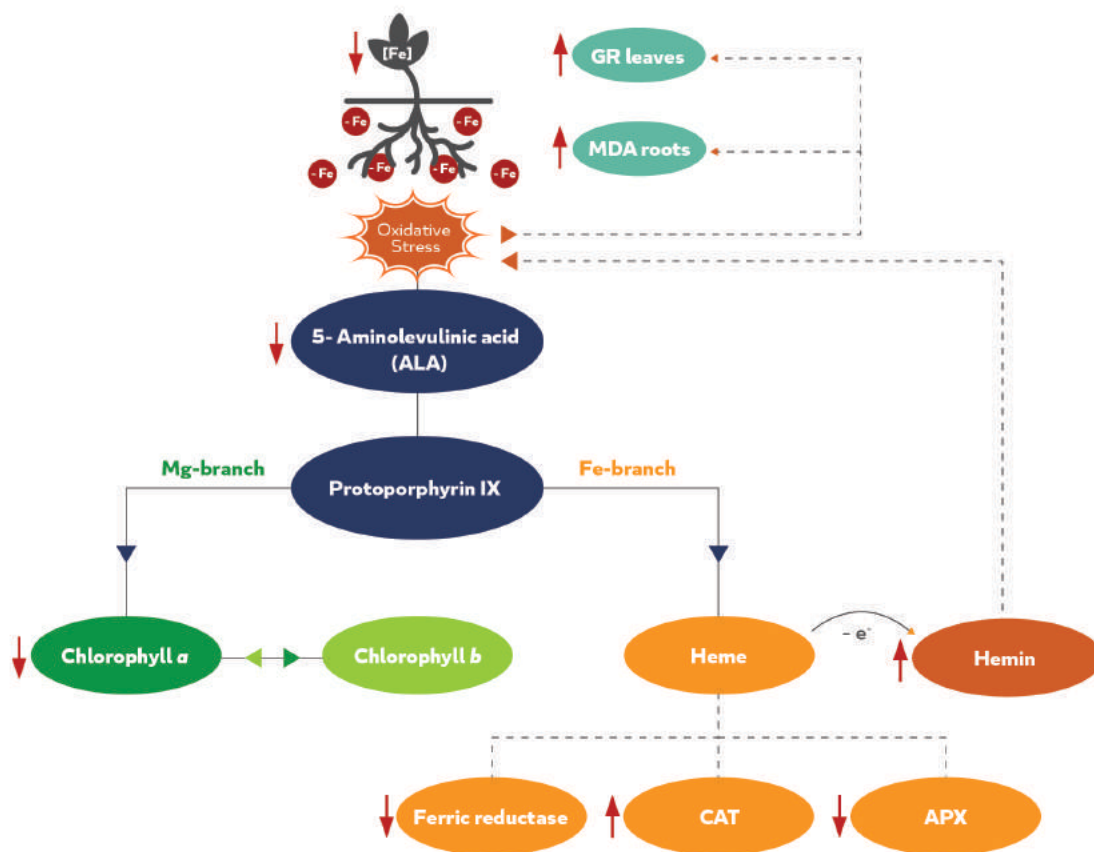 [Fe]
GR leaves
- Fe
- Fe
MDA roots
- Fe
- Fe
- Fe
- Fe
Oxidative
Stress
5- Aminolevulinic acid
(ALA)
Mg-branch
Fe-branch
Protoporphyrin IX
Chlorophyll a
Chlorophyll b
Heme
- e⁻
Hemin
Ferric reductase
CAT
APX